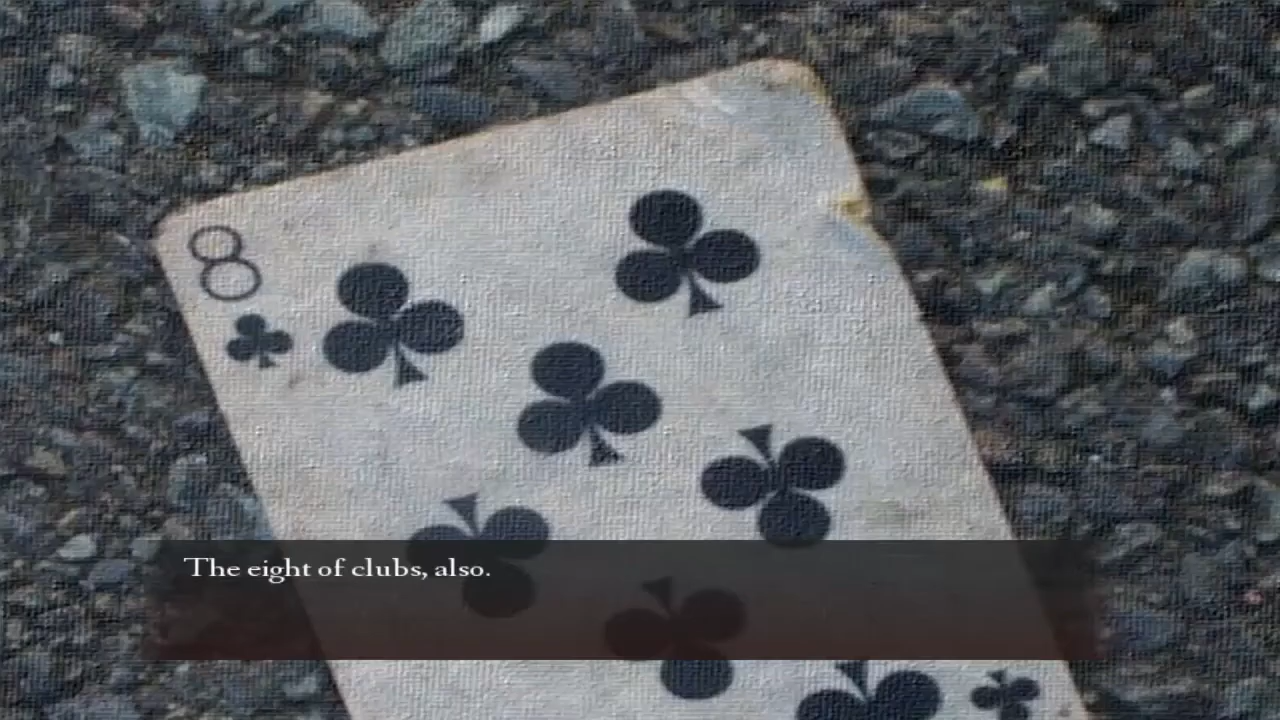 8
The eight of clubs, also.